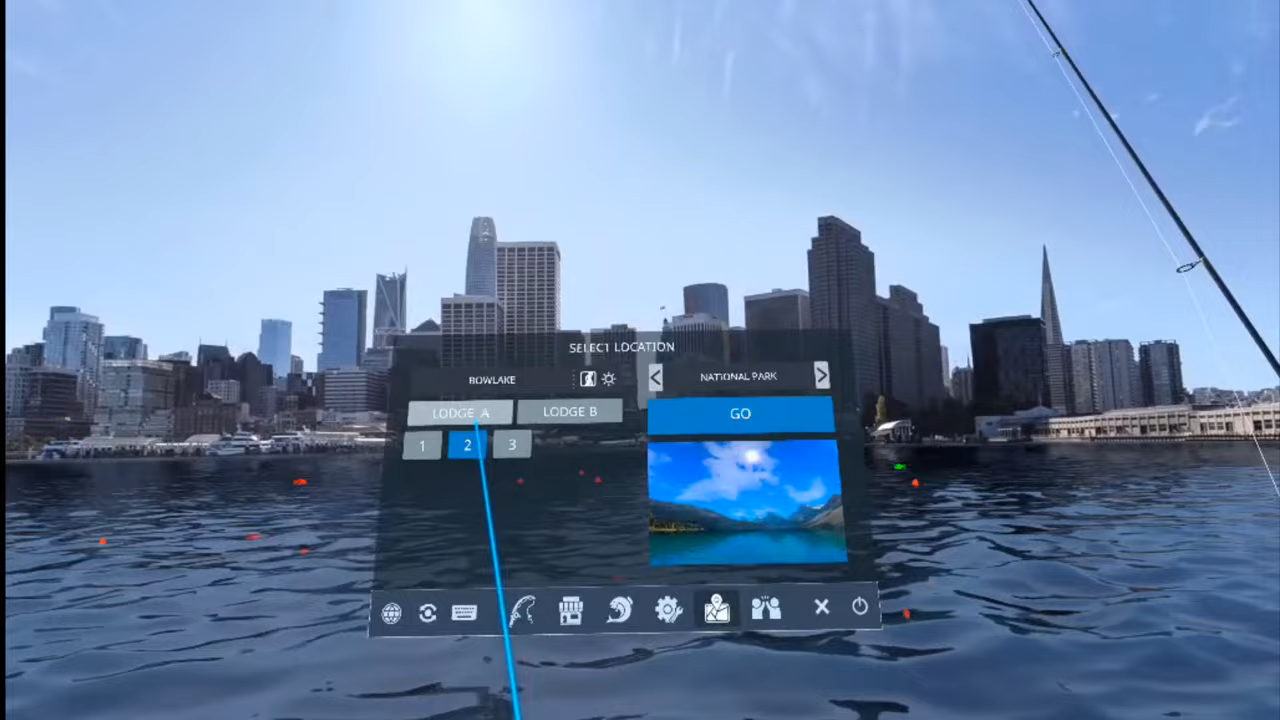 SELECT LOCATION
BOWLAKE
NATIONAL PARK
LODGE A
LODGE B
GO
1
2
3